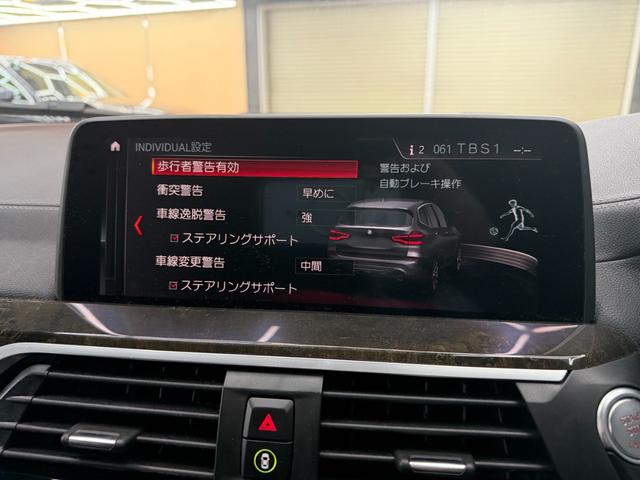 INDIVIDUAL設定
i 2 061 TBS1 --:--
歩行者警告有効
衝突警告 早めに
車線逸脱警告 強
ステアリングサポート
車線変更警告 中間
ステアリングサポート
警告および
自動ブレーキ操作